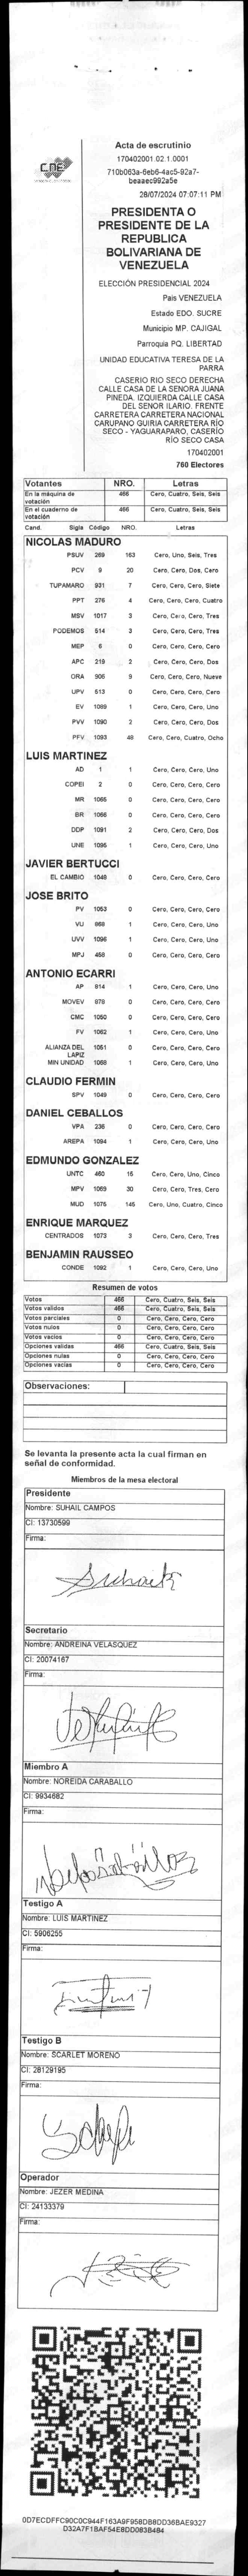 CNE
Acta de escrutinio
170402001.02.1.0001
710b063a-6eb6-4ac5-92a7-
beaaec992a5e
28/07/2024 07:07:11 PM
PRESIDENTA O
PRESIDENTE DE LA
REPUBLICA
BOLIVARIANA DE
VENEZUELA
ELECCIÓN PRESIDENCIAL 2024
Pais VENEZUELA
Estado EDO. SUCRE
Municipio MP. CAJIGAL
Parroquia PQ. LIBERTAD
UNIDAD EDUCATIVA TERESA DE LA
PARRA
CASERIO RIO SECO DERECHA
CALLE CASA DE LA SENORA JUANA
PINEDA. IZQUIERDA CALLE CASA
DEL SENOR ILARIO. FRENTE
CARRETERA CARRETERA NACIONAL
CARUPANO GUIRIA CARRETERA RÍO
SECO - YAGUARAPARO, CASERÍO
RÍO SECO CASA
170402001
760 Electores
Votantes NRO. Letras
En la máquina de votación 466 Cero, Cuatro, Seis, Seis
En el cuaderno de votación 466 Cero, Cuatro, Seis, Seis
Cand. Sigla Código NRO. Letras
NICOLAS MADURO
PSUV 269 163 Cero, Uno, Seis, Tres
PCV 9 20 Cero, Cero, Dos, Cero
TUPAMARO 931 7 Cero, Cero, Cero, Siete
PPT 276 4 Cero, Cero, Cero, Cuatro
MSV 1017 3 Cero, Cero, Cero, Tres
PODEMOS 514 3 Cero, Cero, Cero, Tres
MEP 6 0 Cero, Cero, Cero, Cero
APC 219 2 Cero, Cero, Cero, Dos
ORA 906 9 Cero, Cero, Cero, Nueve
UPV 613 0 Cero, Cero, Cero, Cero
EV 1089 1 Cero, Cero, Cero, Uno
PVV 1090 2 Cero, Cero, Cero, Dos
PFV 1093 48 Cero, Cero, Cuatro, Ocho
LUIS MARTINEZ
AD 1 1 Cero, Cero, Cero, Uno
COPEI 2 0 Cero, Cero, Cero, Cero
MR 1065 0 Cero, Cero, Cero, Cero
BR 1066 0 Cero, Cero, Cero, Cero
DDP 1091 2 Cero, Cero, Cero, Dos
UNE 1095 1 Cero, Cero, Cero, Uno
JAVIER BERTUCCI
EL CAMBIO 1048 0 Cero, Cero, Cero, Cero
JOSE BRITO
PV 1053 0 Cero, Cero, Cero, Cero
VU 868 1 Cero, Cero, Cero, Uno
UVV 1096 1 Cero, Cero, Cero, Uno
MPJ 458 0 Cero, Cero, Cero, Cero
ANTONIO ECARRI
AP 814 1 Cero, Cero, Cero, Uno
MOVEV 878 0 Cero, Cero, Cero, Cero
CMC 1050 0 Cero, Cero, Cero, Cero
FV 1062 1 Cero, Cero, Cero, Uno
ALIANZA DEL LAPIZ 1051 0 Cero, Cero, Cero, Cero
MIN UNIDAD 1068 1 Cero, Cero, Cero, Uno
CLAUDIO FERMIN
SPV 1049 0 Cero, Cero, Cero, Cero
DANIEL CEBALLOS
VPA 236 0 Cero, Cero, Cero, Cero
AREPA 1094 1 Cero, Cero, Cero, Uno
EDMUNDO GONZALEZ
UNTC 460 15 Cero, Cero, Uno, Cinco
MPV 1069 30 Cero, Cero, Tres, Cero
MUD 1075 145 Cero, Uno, Cuatro, Cinco
ENRIQUE MARQUEZ
CENTRADOS 1073 3 Cero, Cero, Cero, Tres
BENJAMIN RAUSSEO
CONDE 1092 1 Cero, Cero, Cero, Uno
Resumen de votos
Votos 466 Cero, Cuatro, Seis, Seis
Votos validos 466 Cero, Cuatro, Seis, Seis
Votos parciales 0 Cero, Cero, Cero, Cero
Votos nulos 0 Cero, Cero, Cero, Cero
Votos vacios 0 Cero, Cero, Cero, Cero
Opciones validas 466 Cero, Cuatro, Seis, Seis
Opciones nulas 0 Cero, Cero, Cero, Cero
Opciones vacias 0 Cero, Cero, Cero, Cero
Observaciones:
Se levanta la presente acta la cual firman en
señal de conformidad.
Miembros de la mesa electoral
Presidente
Nombre: SUHAIL CAMPOS
CI: 13730599
Firma:
Secretario
Nombre: ANDREINA VELASQUEZ
CI: 20074167
Firma:
Miembro A
Nombre: NOREIDA CARABALLO
CI: 9934682
Firma:
Testigo A
Nombre: LUIS MARTINEZ
CI: 5906255
Firma:
Testigo B
Nombre: SCARLET MORENO
CI: 28129195
Firma:
Operador
Nombre: JEZER MEDINA
CI: 24133379
Firma:
0D7ECDFFC90C0C944F163A9F958DB8DD36BAE9327
D32A7F1BAF54E8DD083B484